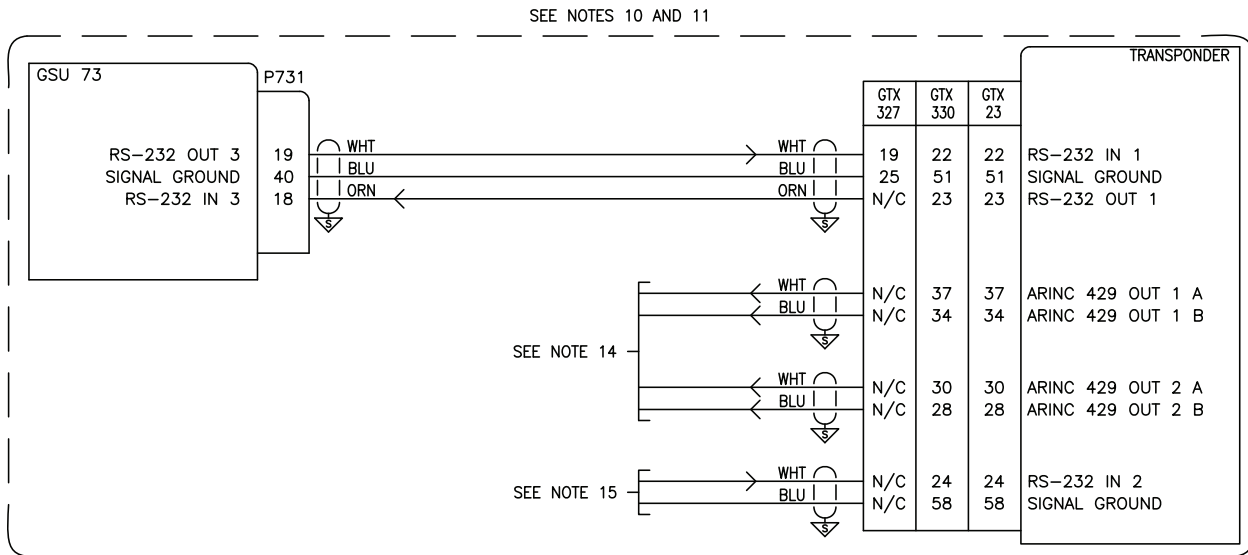 SEE NOTES 10 AND 11
GSU 73
P731
TRANSPONDER
GTX 327
GTX 330
GTX 23
RS-232 OUT 3 19 WHT WHT 19 22 22 RS-232 IN 1
SIGNAL GROUND 40 BLU BLU 25 51 51 SIGNAL GROUND
RS-232 IN 3 18 ORN ORN N/C 23 23 RS-232 OUT 1
S S
WHT N/C 37 37 ARINC 429 OUT 1 A
BLU N/C 34 34 ARINC 429 OUT 1 B
S
SEE NOTE 14
WHT N/C 30 30 ARINC 429 OUT 2 A
BLU N/C 28 28 ARINC 429 OUT 2 B
S
WHT N/C 24 24 RS-232 IN 2
SEE NOTE 15
BLU N/C 58 58 SIGNAL GROUND
S